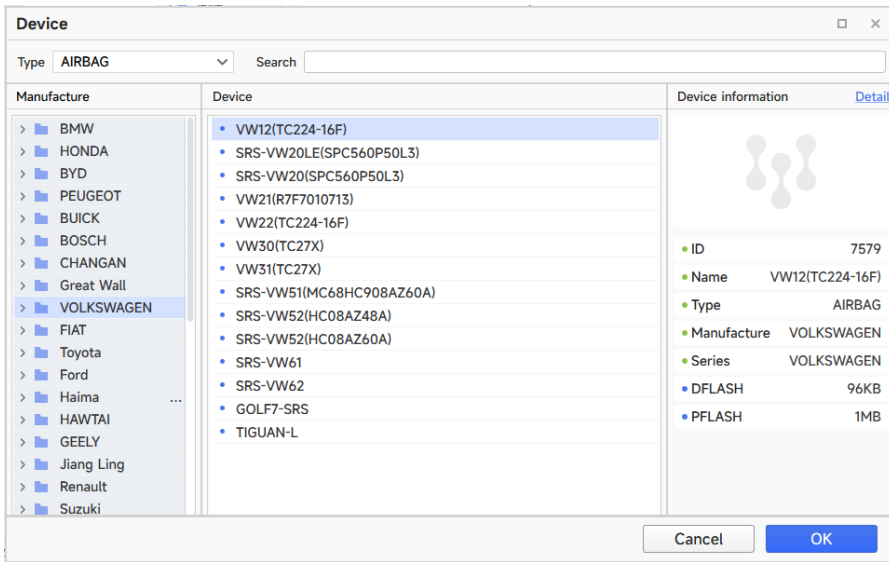 Device
Type AIRBAG Search
Manufacture
BMW
HONDA
BYD
PEUGEOT
BUICK
BOSCH
CHANGAN
Great Wall
VOLKSWAGEN
FIAT
Toyota
Ford
Haima ...
HAWTAI
GEELY
Jiang Ling
Renault
Suzuki
Device
VW12(TC224-16F)
SRS-VW20LE(SPC560P50L3)
SRS-VW20(SPC560P50L3)
VW21(R7F7010713)
VW22(TC224-16F)
VW30(TC27X)
VW31(TC27X)
SRS-VW51(MC68HC908AZ60A)
SRS-VW52(HC08AZ48A)
SRS-VW52(HC08AZ60A)
SRS-VW61
SRS-VW62
GOLF7-SRS
TIGUAN-L
Device information Detail
ID 7579
Name VW12(TC224-16F)
Type AIRBAG
Manufacture VOLKSWAGEN
Series VOLKSWAGEN
DFLASH 96KB
PFLASH 1MB
Cancel OK